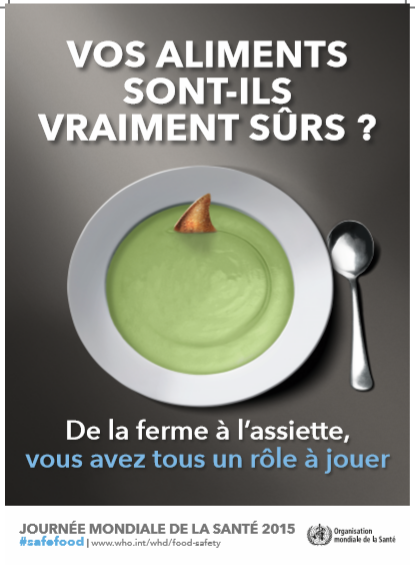 VOS ALIMENTS
SONT-ILS
VRAIMENT SÛRS ?
De la ferme à l’assiette,
vous avez tous un rôle à jouer
JOURNÉE MONDIALE DE LA SANTÉ 2015
#safefood | www.who.int/whd/food-safety
Organisation
mondiale de la Santé